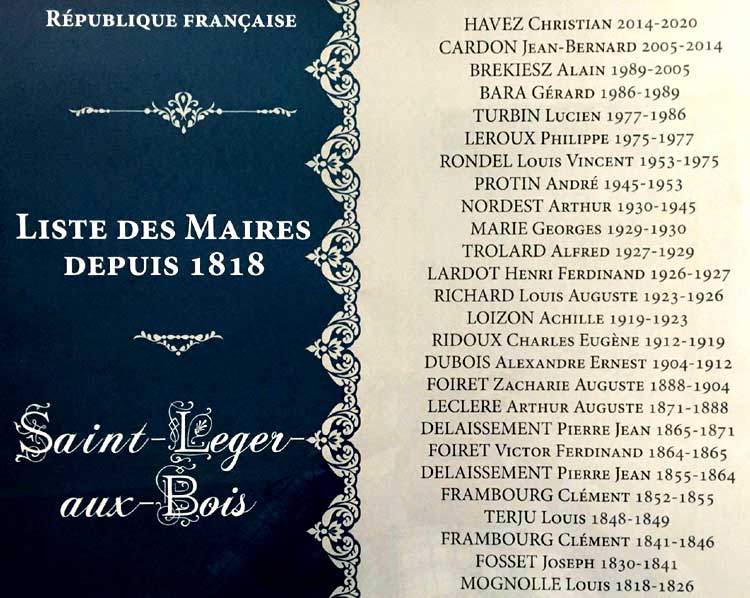 République française
Liste des Maires
depuis 1818
Saint-Leger-
aux-Bois
HAVEZ Christian 2014-2020
CARDON Jean-Bernard 2005-2014
BREKIESZ Alain 1989-2005
BARA Gérard 1986-1989
TURBIN Lucien 1977-1986
LEROUX Philippe 1975-1977
RONDEL Louis Vincent 1953-1975
PROTIN André 1945-1953
NORDEST Arthur 1930-1945
MARIE Georges 1929-1930
TROLARD Alfred 1927-1929
LARDOT Henri Ferdinand 1926-1927
RICHARD Louis Auguste 1923-1926
LOIZON Achille 1919-1923
RIDOUX Charles Eugène 1912-1919
DUBOIS Alexandre Ernest 1904-1912
FOIRET Zacharie Auguste 1888-1904
LECLERE Arthur Auguste 1871-1888
DELAISSEMENT Pierre Jean 1865-1871
FOIRET Victor Ferdinand 1864-1865
DELAISSEMENT Pierre Jean 1855-1864
FRAMBOURG Clément 1852-1855
TERJU Louis 1848-1849
FRAMBOURG Clément 1841-1846
FOSSET Joseph 1830-1841
MOGNOLLE Louis 1818-1826